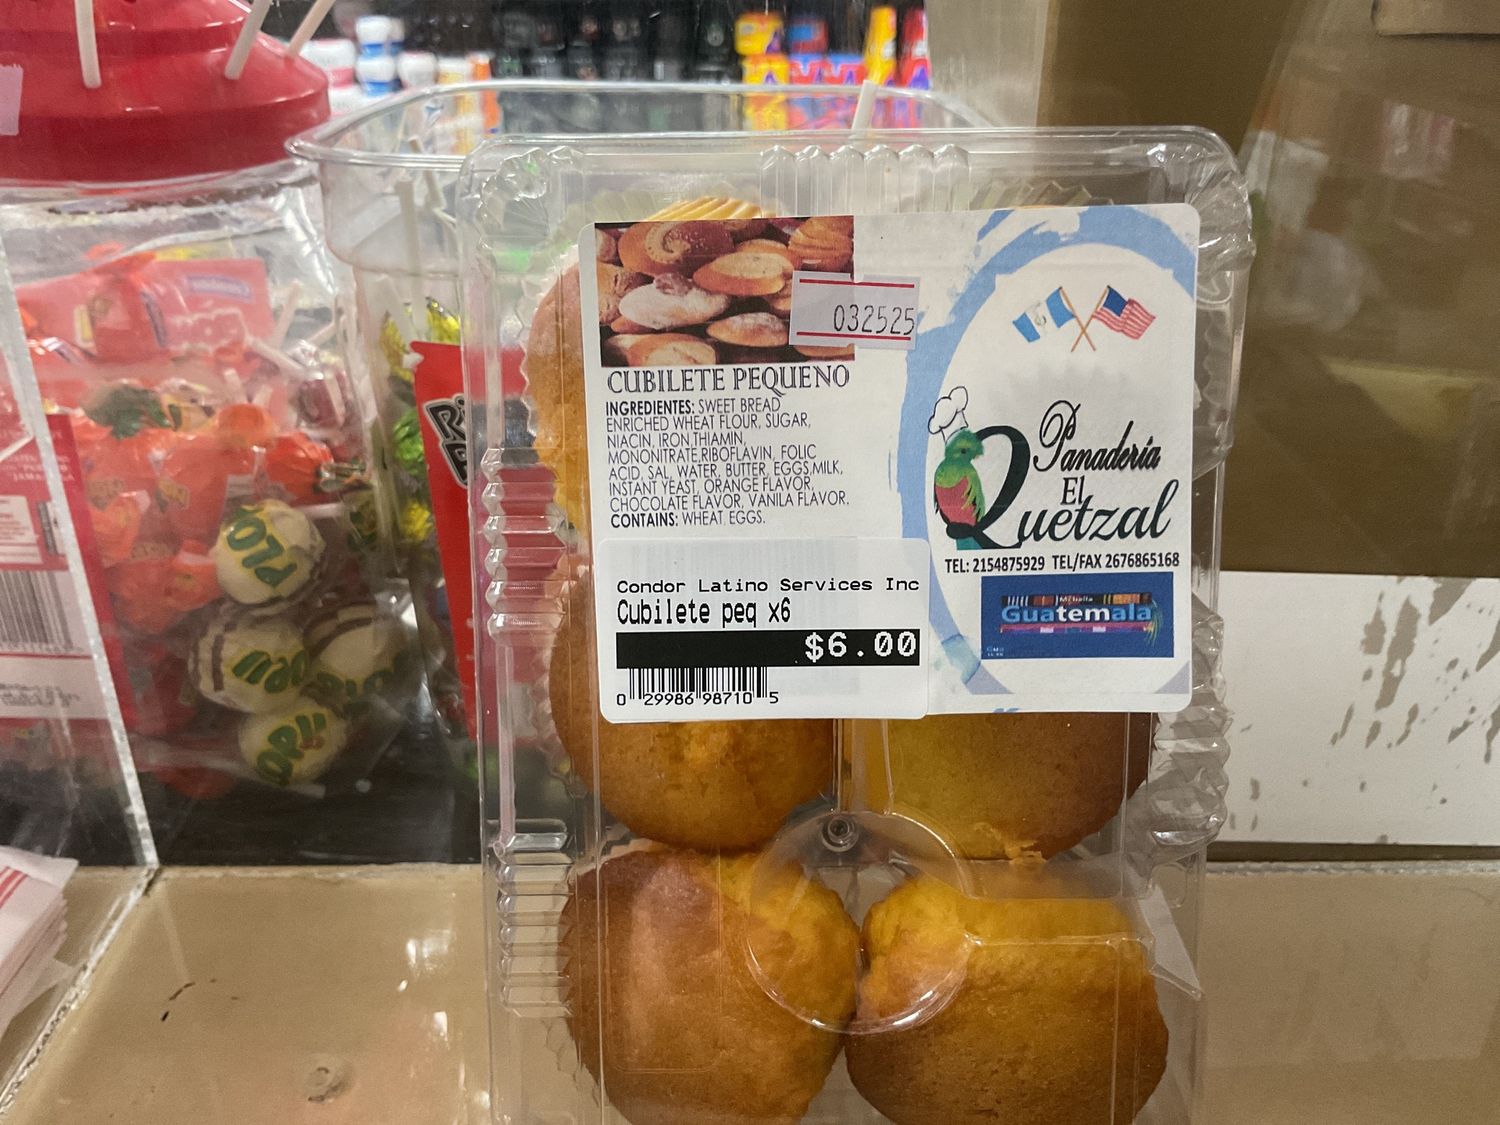 032525
CUBILETE PEQUENO
INGREDIENTES: SWEET BREAD
ENRICHED WHEAT FLOUR, SUGAR,
NIACIN, IRON,THIAMIN,
MONONITRATE,RIBOFLAVIN, FOLIC
ACID, SAL, WATER, BUTTER, EGGS,MILK,
INSTANT YEAST, ORANGE FLAVOR,
CHOCOLATE FLAVOR, VANILA FLAVOR.
CONTAINS: WHEAT, EGGS.
Condor Latino Services Inc
Cubilete peq x6
$6.00
0 29986 98710 5
Panaderia
El
Quetzal
TEL: 2154875929 TEL/FAX 2676865168
Mi bella
Guatemala